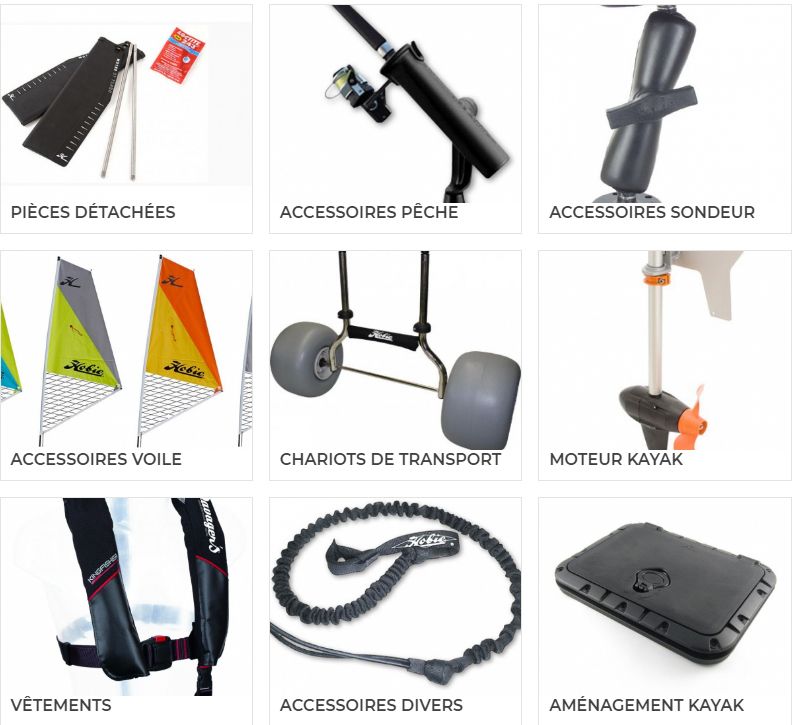 LOCTITE
PIÈCES DÉTACHÉES
ACCESSOIRES PÊCHE
ACCESSOIRES SONDEUR
Hobie
Hobie
Hobie
ACCESSOIRES VOILE
CHARIOTS DE TRANSPORT
MOTEUR KAYAK
KINGFISHER
Hobie
VÊTEMENTS
ACCESSOIRES DIVERS
AMÉNAGEMENT KAYAK